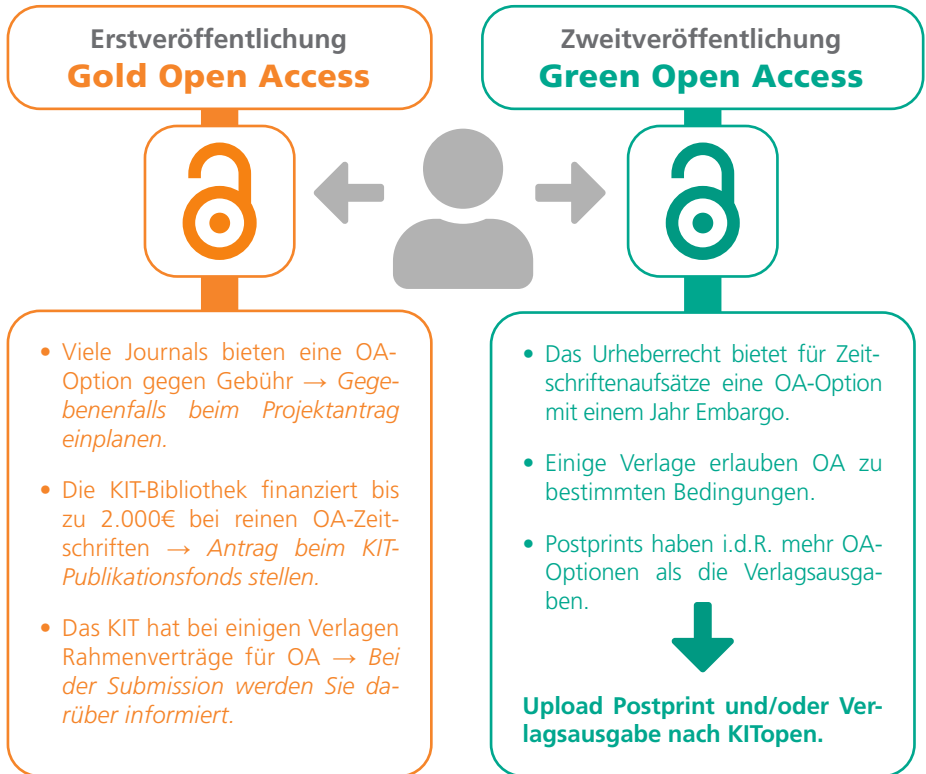 Erstveröffentlichung
Gold Open Access
• Viele Journals bieten eine OA-
Option gegen Gebühr → Gege-
benenfalls beim Projektantrag
einplanen.
• Die KIT-Bibliothek finanziert bis
zu 2.000€ bei reinen OA-Zeit-
schriften → Antrag beim KIT-
Publikationsfonds stellen.
• Das KIT hat bei einigen Verlagen
Rahmenverträge für OA → Bei
der Submission werden Sie da-
rüber informiert.
Zweitveröffentlichung
Green Open Access
• Das Urheberrecht bietet für Zeit-
schriftenaufsätze eine OA-Option
mit einem Jahr Embargo.
• Einige Verlage erlauben OA zu
bestimmten Bedingungen.
• Postprints haben i.d.R. mehr OA-
Optionen als die Verlagsausga-
ben.
Upload Postprint und/oder Ver-
lagsausgabe nach KITopen.